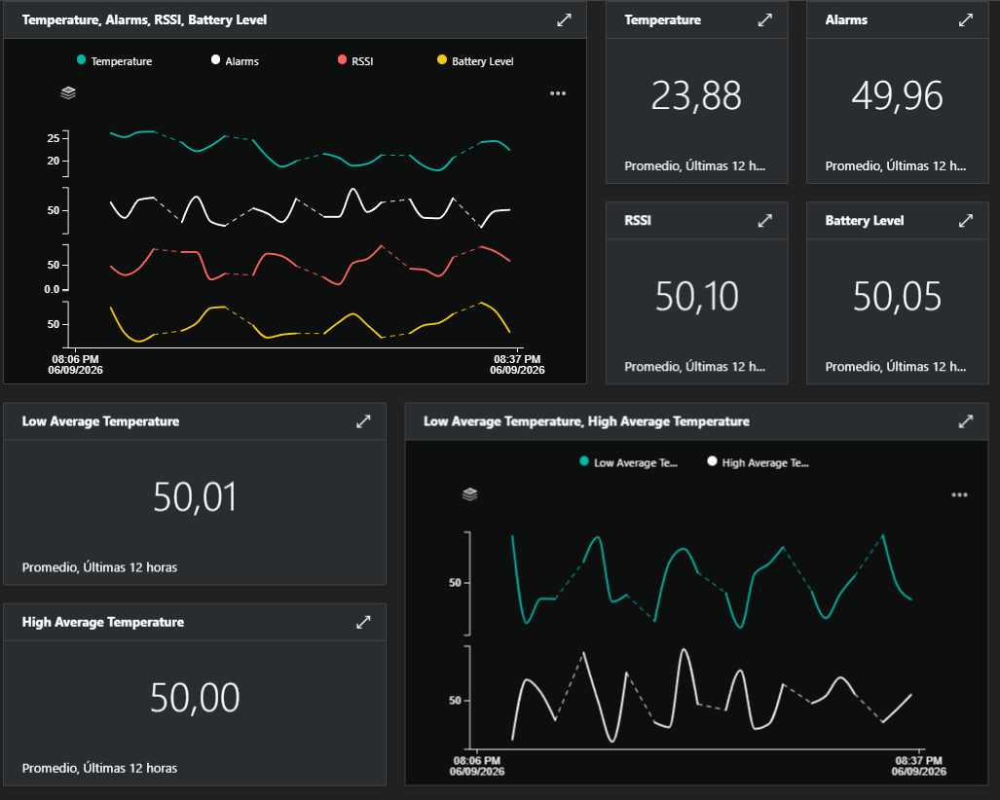 Temperature, Alarms, RSSI, Battery Level
Temperature
Alarms
RSSI
Battery Level
25
20
50
50
0.0
50
08:06 PM
06/09/2026
08:37 PM
06/09/2026
Temperature
23,88
Promedio, Últimas 12 h...
Alarms
49,96
Promedio, Últimas 12 h...
RSSI
50,10
Promedio, Últimas 12 h...
Battery Level
50,05
Promedio, Últimas 12 h...
Low Average Temperature
50,01
Promedio, Últimas 12 horas
High Average Temperature
50,00
Promedio, Últimas 12 horas
Low Average Temperature, High Average Temperature
Low Average Te...
High Average Te...
50
50
08:06 PM
06/09/2026
08:37 PM
06/09/2026